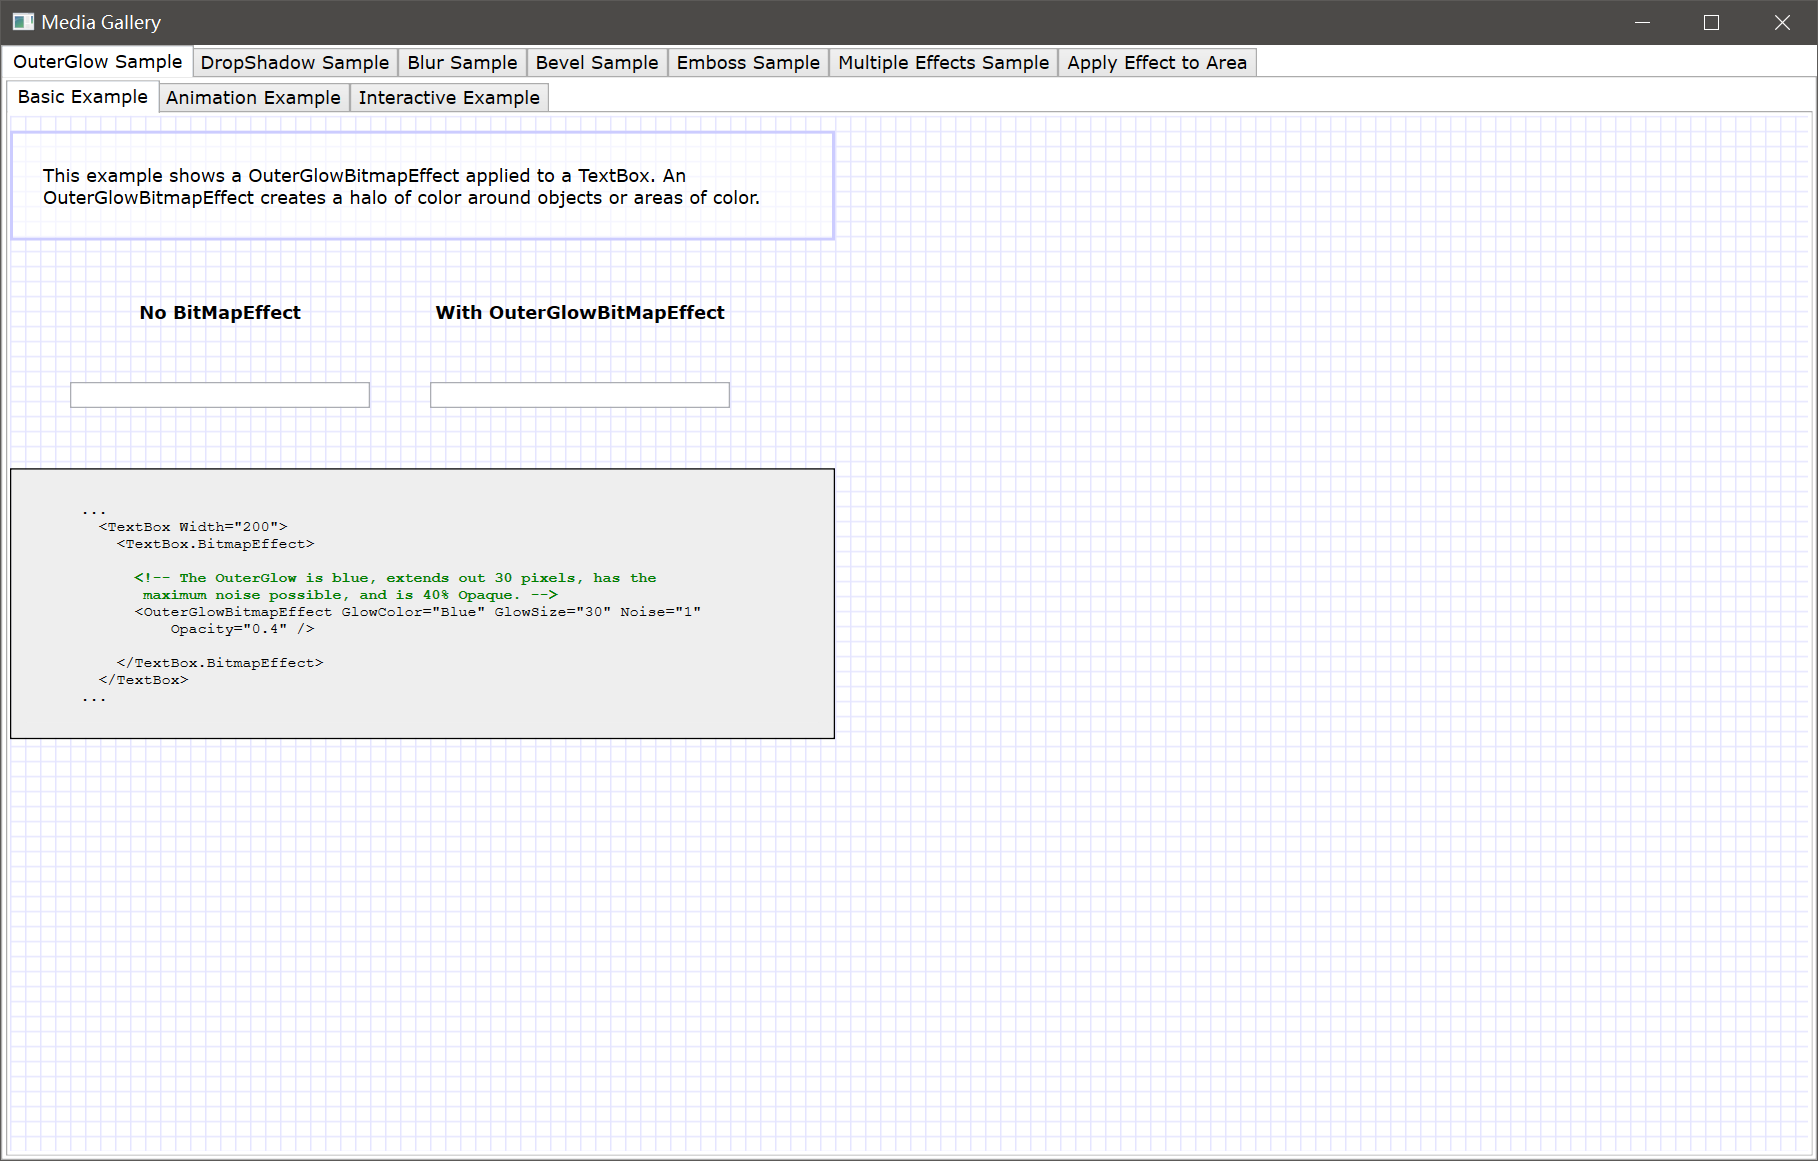 Media Gallery
OuterGlow Sample DropShadow Sample Blur Sample Bevel Sample Emboss Sample Multiple Effects Sample Apply Effect to Area
Basic Example Animation Example Interactive Example
This example shows a OuterGlowBitmapEffect applied to a TextBox. An
OuterGlowBitmapEffect creates a halo of color around objects or areas of color.
No BitMapEffect With OuterGlowBitMapEffect
...
<TextBox Width="200">
<TextBox.BitmapEffect>
<!-- The OuterGlow is blue, extends out 30 pixels, has the
maximum noise possible, and is 40% Opaque. -->
<OuterGlowBitmapEffect GlowColor="Blue" GlowSize="30" Noise="1"
Opacity="0.4" />
</TextBox.BitmapEffect>
</TextBox>
...